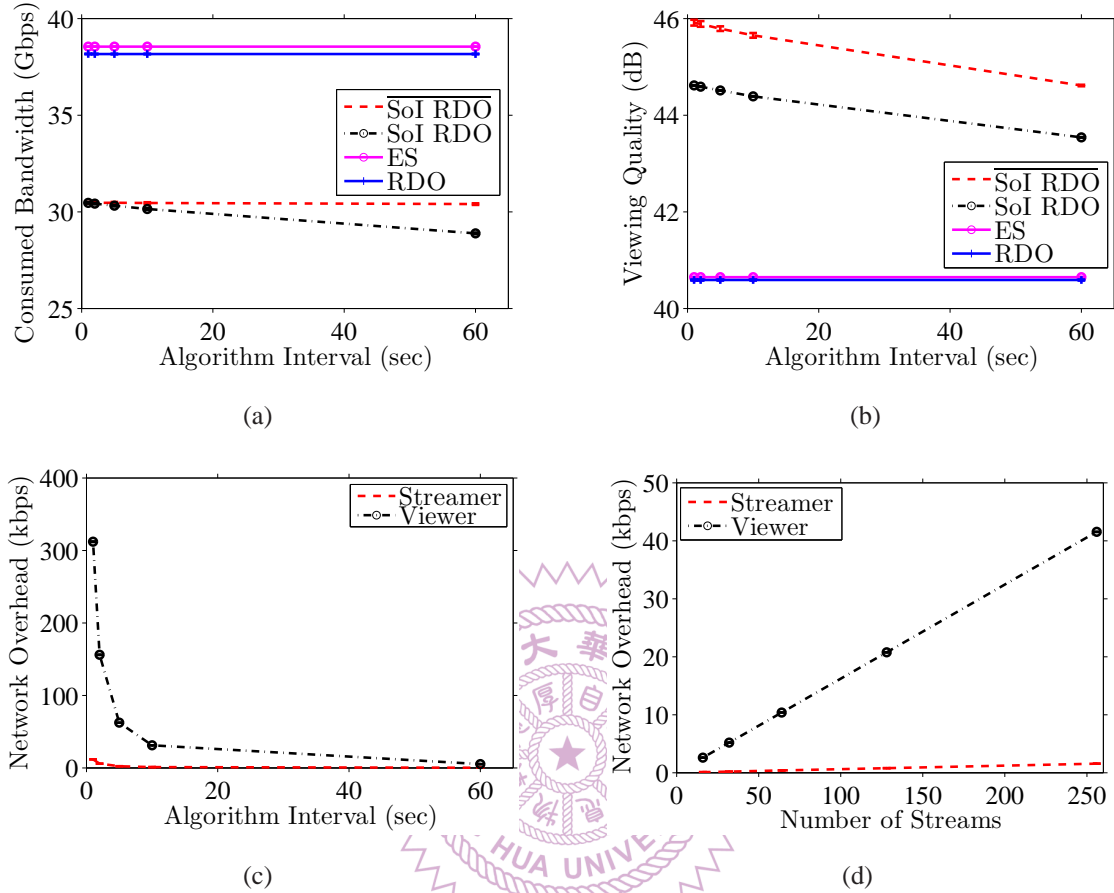 40
35
30
25
0
20
40
60
Consumed Bandwidth (Gbps)
Algorithm Interval (sec)
SoI RDO
SoI RDO
ES
RDO
(a)
46
44
42
40
0
20
40
60
Viewing Quality (dB)
Algorithm Interval (sec)
SoI RDO
SoI RDO
ES
RDO
(b)
400
300
200
100
0
0
20
40
60
Network Overhead (kbps)
Algorithm Interval (sec)
Streamer
Viewer
(c)
50
40
30
20
10
0
0
50
100
150
200
250
Network Overhead (kbps)
Number of Streams
Streamer
Viewer
(d)
大 華
厚 自
物 息
HUA UNIVE